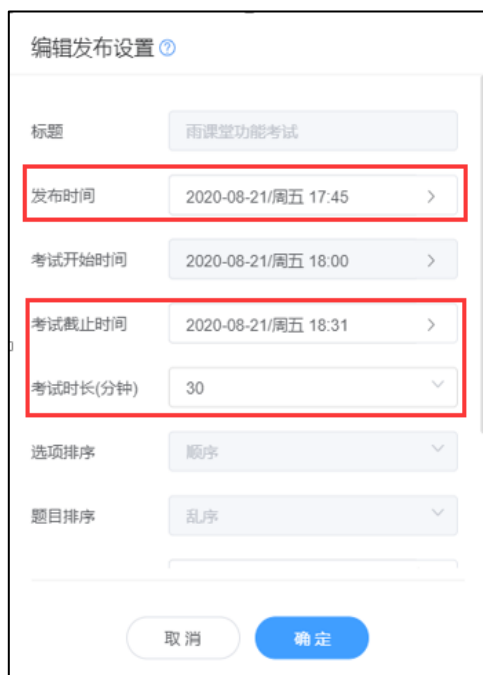 编辑发布设置
标题 雨课堂功能考试
发布时间 2020-08-21/周五 17:45
考试开始时间 2020-08-21/周五 18:00
考试截止时间 2020-08-21/周五 18:31
考试时长(分钟) 30
选项排序 顺序
题目排序 乱序
取消 确定